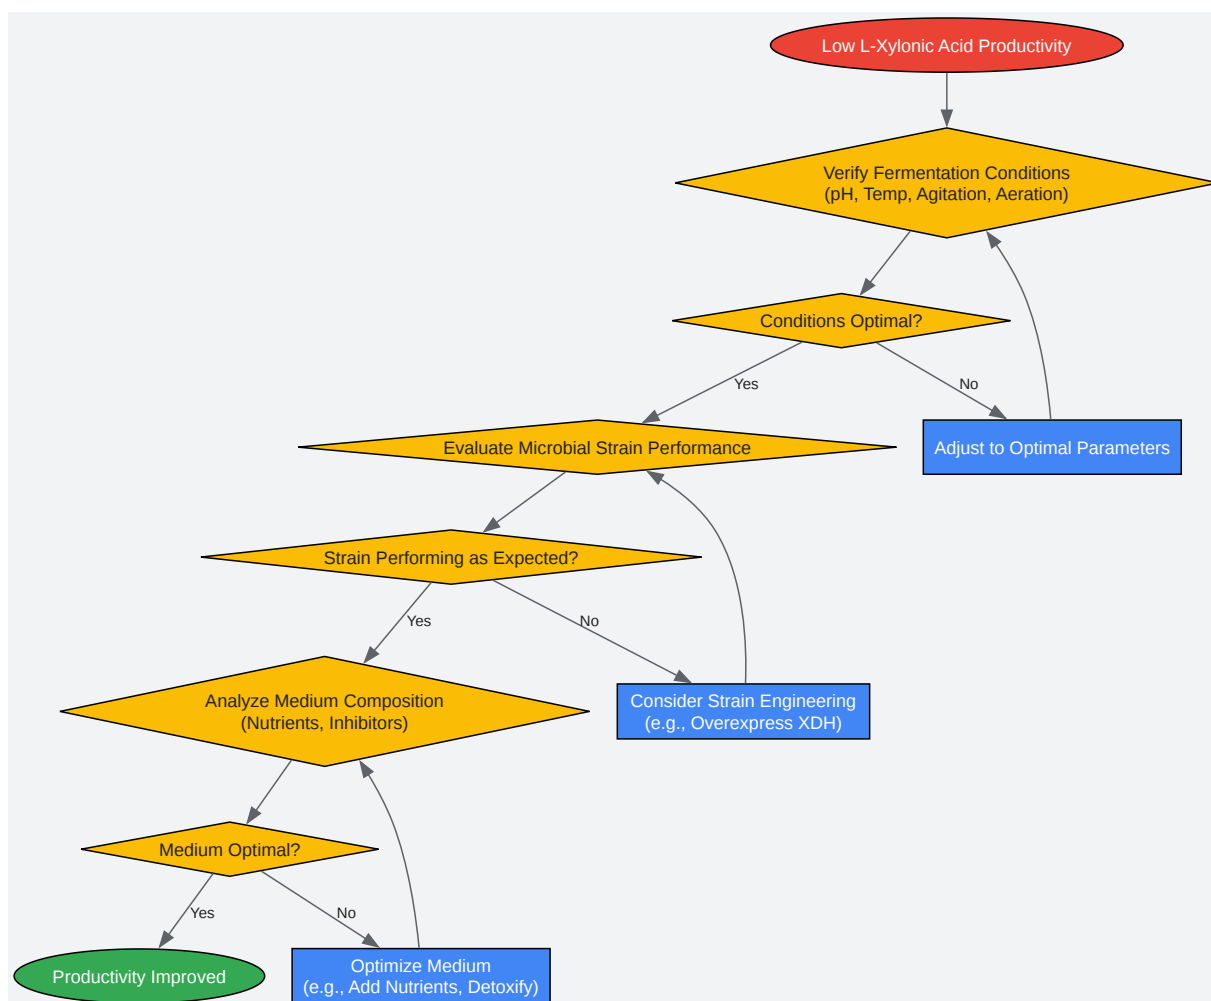 Low L-Xylonic Acid Productivity
Verify Fermentation Conditions
(pH, Temp, Agitation, Aeration)
Conditions Optimal?
Yes
No
Evaluate Microbial Strain Performance
Adjust to Optimal Parameters
Strain Performing as Expected?
Yes
No
Analyze Medium Composition
(Nutrients, Inhibitors)
Consider Strain Engineering
(e.g., Overexpress XDH)
Medium Optimal?
Yes
No
Productivity Improved
Optimize Medium
(e.g., Add Nutrients, Detoxify)